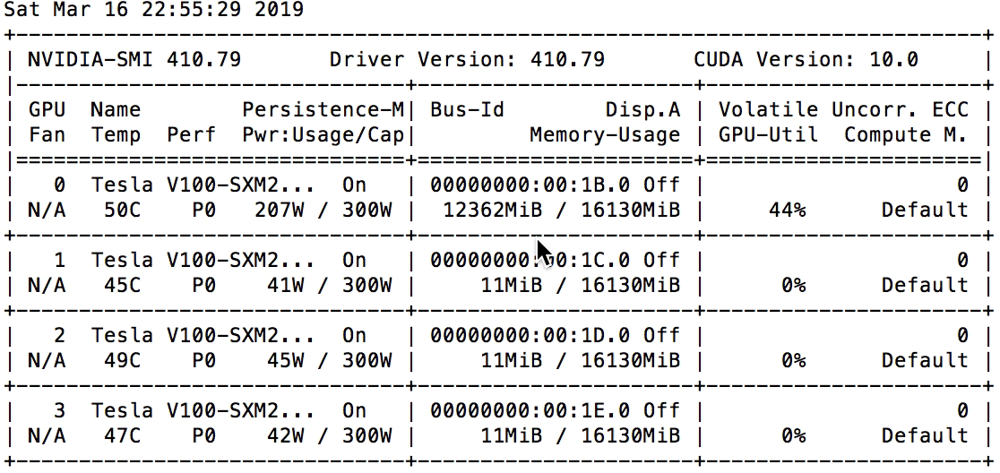 Sat Mar 16 22:55:29 2019
+-----------------------------------------------------------------------------+
| NVIDIA-SMI 410.79       Driver Version: 410.79       CUDA Version: 10.0     |
|-------------------------------+----------------------+----------------------+
| GPU  Name        Persistence-M| Bus-Id        Disp.A | Volatile Uncorr. ECC |
| Fan  Temp  Perf  Pwr:Usage/Cap|         Memory-Usage | GPU-Util  Compute M. |
|===============================+======================+======================|
|   0  Tesla V100-SXM2...  On   | 00000000:00:1B.0 Off |                    0 |
| N/A   50C    P0   207W / 300W |  12362MiB / 16130MiB |     44%      Default |
+-------------------------------+----------------------+----------------------+
|   1  Tesla V100-SXM2...  On   | 00000000:00:1C.0 Off |                    0 |
| N/A   45C    P0    41W / 300W |     11MiB / 16130MiB |      0%      Default |
+-------------------------------+----------------------+----------------------+
|   2  Tesla V100-SXM2...  On   | 00000000:00:1D.0 Off |                    0 |
| N/A   49C    P0    45W / 300W |     11MiB / 16130MiB |      0%      Default |
+-------------------------------+----------------------+----------------------+
|   3  Tesla V100-SXM2...  On   | 00000000:00:1E.0 Off |                    0 |
| N/A   47C    P0    42W / 300W |     11MiB / 16130MiB |      0%      Default |
+-------------------------------+----------------------+----------------------+